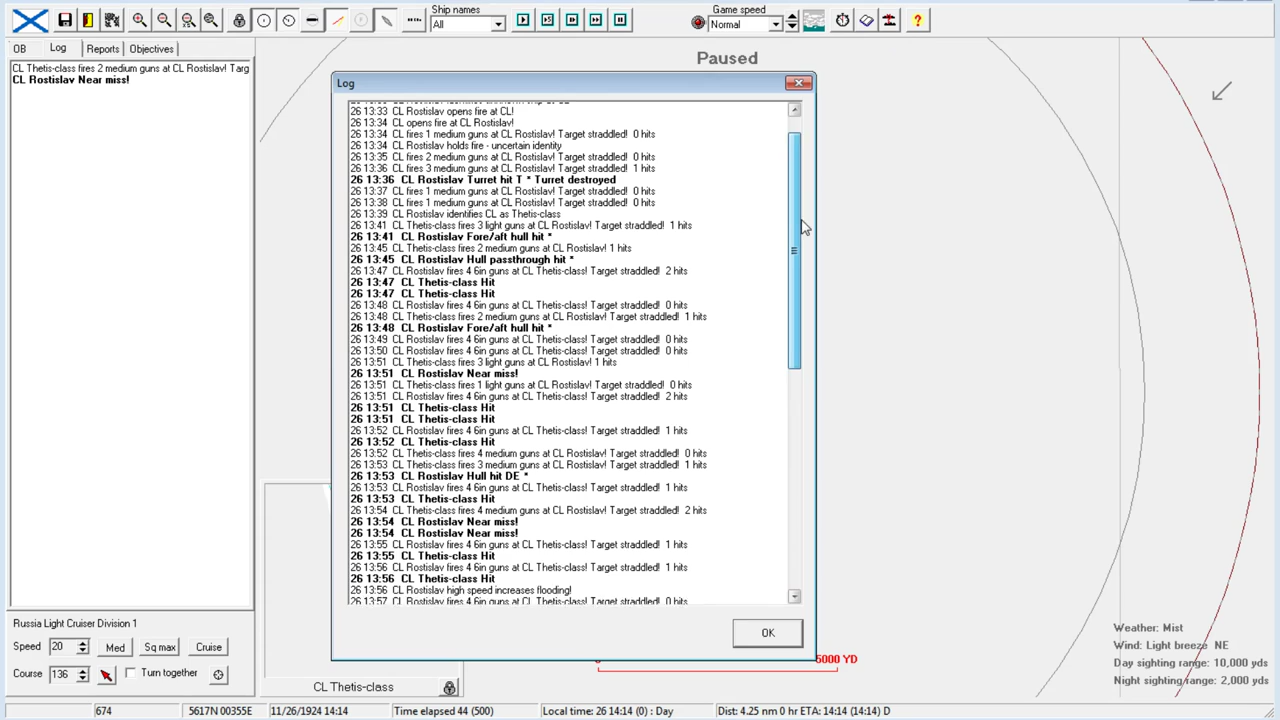 Ship names
All
Game speed
Normal
OB
Log
Reports
Objectives
CL Thetis-class fires 2 medium guns at CL Rostislav! Targ
CL Rostislav Near miss!
Paused
Log
26 13:33 CL Rostislav opens fire at CL!
26 13:34 CL opens fire at CL Rostislav!
26 13:34 CL fires 1 medium guns at CL Rostislav! Target straddled! 0 hits
26 13:34 CL Rostislav holds fire - uncertain identity
26 13:35 CL fires 2 medium guns at CL Rostislav! Target straddled! 0 hits
26 13:36 CL fires 3 medium guns at CL Rostislav! Target straddled! 1 hits
26 13:36 CL Rostislav Turret hit T * Turret destroyed
26 13:37 CL fires 1 medium guns at CL Rostislav! Target straddled! 0 hits
26 13:38 CL fires 1 medium guns at CL Rostislav! Target straddled! 0 hits
26 13:39 CL Rostislav identifies CL as Thetis-class
26 13:41 CL Thetis-class fires 3 light guns at CL Rostislav! Target straddled! 1 hits
26 13:41 CL Rostislav Fore/aft hull hit *
26 13:45 CL Thetis-class fires 2 medium guns at CL Rostislav! 1 hits
26 13:45 CL Rostislav Hull passthrough hit *
26 13:47 CL Rostislav fires 4 6in guns at CL Thetis-class! Target straddled! 2 hits
26 13:47 CL Thetis-class Hit
26 13:47 CL Thetis-class Hit
26 13:48 CL Rostislav fires 4 6in guns at CL Thetis-class! Target straddled! 0 hits
26 13:48 CL Thetis-class fires 2 medium guns at CL Rostislav! Target straddled! 1 hits
26 13:48 CL Rostislav Fore/aft hull hit *
26 13:49 CL Rostislav fires 4 6in guns at CL Thetis-class! Target straddled! 0 hits
26 13:50 CL Rostislav fires 4 6in guns at CL Thetis-class! Target straddled! 0 hits
26 13:51 CL Thetis-class fires 3 light guns at CL Rostislav! 1 hits
26 13:51 CL Rostislav Near miss!
26 13:51 CL Thetis-class fires 1 light guns at CL Rostislav! Target straddled! 0 hits
26 13:51 CL Rostislav fires 4 6in guns at CL Thetis-class! Target straddled! 2 hits
26 13:51 CL Thetis-class Hit
26 13:51 CL Thetis-class Hit
26 13:52 CL Rostislav fires 4 6in guns at CL Thetis-class! Target straddled! 1 hits
26 13:52 CL Thetis-class Hit
26 13:52 CL Thetis-class fires 4 medium guns at CL Rostislav! Target straddled! 0 hits
26 13:53 CL Thetis-class fires 3 medium guns at CL Rostislav! Target straddled! 1 hits
26 13:53 CL Rostislav Hull hit DE *
26 13:53 CL Rostislav fires 4 6in guns at CL Thetis-class! Target straddled! 1 hits
26 13:53 CL Thetis-class Hit
26 13:54 CL Thetis-class fires 4 medium guns at CL Rostislav! Target straddled! 2 hits
26 13:54 CL Rostislav Near miss!
26 13:54 CL Rostislav Near miss!
26 13:55 CL Rostislav fires 4 6in guns at CL Thetis-class! Target straddled! 1 hits
26 13:55 CL Thetis-class Hit
26 13:56 CL Rostislav fires 4 6in guns at CL Thetis-class! Target straddled! 1 hits
26 13:56 CL Thetis-class Hit
26 13:56 CL Rostislav high speed increases flooding!
26 13:57 CL Rostislav fires 4 6in guns at CL Thetis-class! Target straddled! 0 hits
OK
5000 YD
Russia Light Cruiser Division 1
Speed 20 Med Sq max Cruise
Course 136 Turn together
CL Thetis-class
Weather: Mist
Wind: Light breeze NE
Day sighting range: 10,000 yds
Night sighting range: 2,000 yds
674
5617N 00355E
11/26/1924 14:14
Time elapsed 44 (500)
Local time: 26 14:14 (0) : Day
Dist: 4.25 nm 0 hr ETA: 14:14 (14:14) D